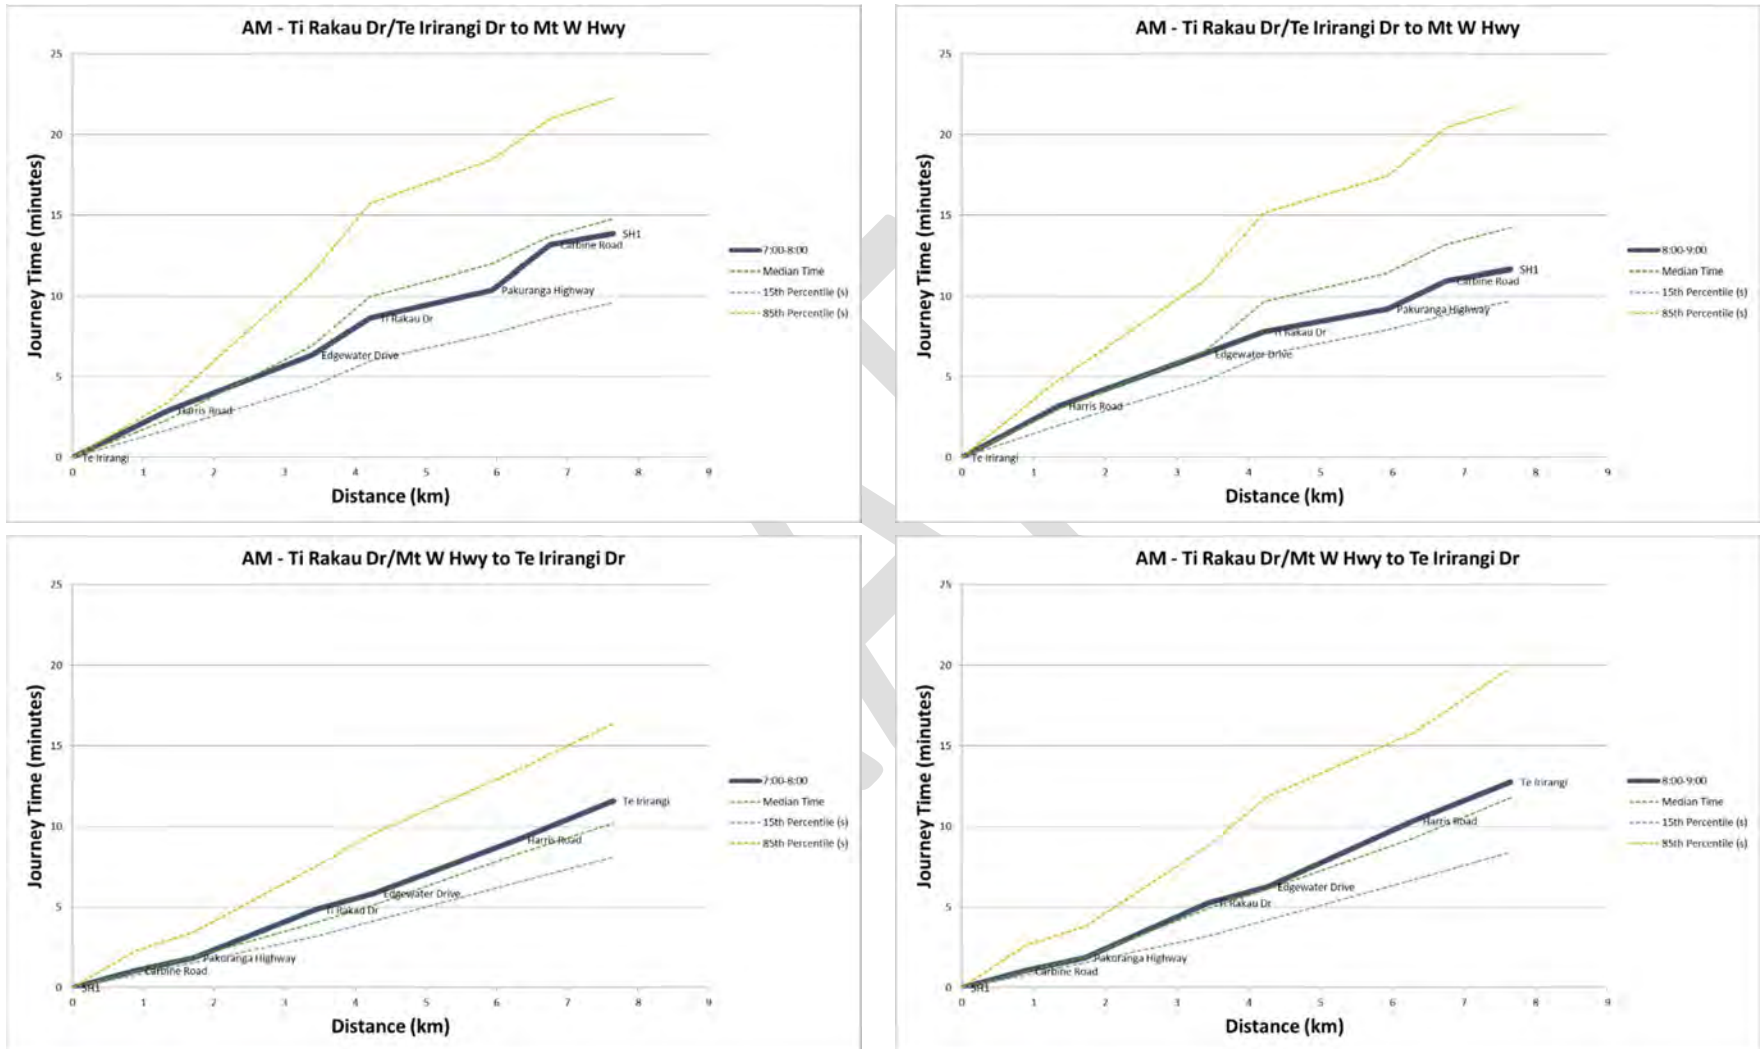 AM - Ti Rakau Dr/Te Irirangi Dr to Mt W Hwy
25
20
15
10
5
0
Journey Time (minutes)
SH1
Carbine Road
Pakuranga Highway
Ti Rakau Dr
Edgewater Drive
Harris Road
Te Irirangi
0 1 2 3 4 5 6 7 8 9
Distance (km)
7:00-8:00
Median Time
15th Percentile (s)
85th Percentile (s)
AM - Ti Rakau Dr/Te Irirangi Dr to Mt W Hwy
25
20
15
10
5
0
Journey Time (minutes)
SH1
Carbine Road
Pakuranga Highway
Ti Rakau Dr
Edgewater Drive
Harris Road
Te Irirangi
0 1 2 3 4 5 6 7 8 9
Distance (km)
8:00-9:00
Median Time
15th Percentile (s)
85th Percentile (s)
AM - Ti Rakau Dr/Mt W Hwy to Te Irirangi Dr
25
20
15
10
5
0
Journey Time (minutes)
Te Irirangi
Harris Road
Edgewater Drive
Ti Rakau Dr
Pakuranga Highway
Carbine Road
SH1
0 1 2 3 4 5 6 7 8 9
Distance (km)
7:00-8:00
Median Time
15th Percentile (s)
85th Percentile (s)
AM - Ti Rakau Dr/Mt W Hwy to Te Irirangi Dr
25
20
15
10
5
0
Journey Time (minutes)
Te Irirangi
Harris Road
Edgewater Drive
Ti Rakau Dr
Pakuranga Highway
Carbine Road
SH1
0 1 2 3 4 5 6 7 8 9
Distance (km)
8:00-9:00
Median Time
15th Percentile (s)
85th Percentile (s)